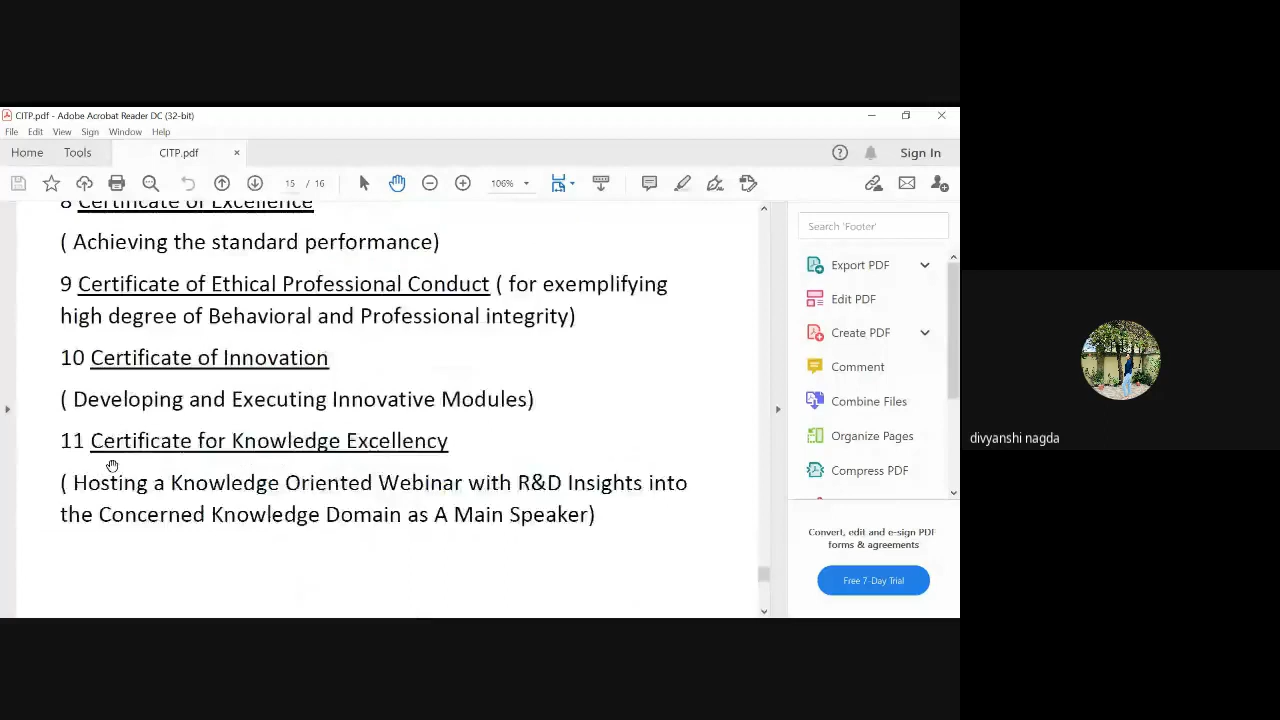 CITP.pdf - Adobe Acrobat Reader DC (32-bit)
File Edit View Sign Window Help
Home Tools CITP.pdf × Sign In
15 / 16 106%
8 Certificate of Excellence
( Achieving the standard performance)
9 Certificate of Ethical Professional Conduct ( for exemplifying
high degree of Behavioral and Professional integrity)
10 Certificate of Innovation
( Developing and Executing Innovative Modules)
11 Certificate for Knowledge Excellency
( Hosting a Knowledge Oriented Webinar with R&D Insights into
the Concerned Knowledge Domain as A Main Speaker)
Search 'Footer'
Export PDF
Edit PDF
Create PDF
Comment
Combine Files
Organize Pages
Compress PDF
Convert, edit and e-sign PDF
forms & agreements
Free 7-Day Trial
divyanshi nagda